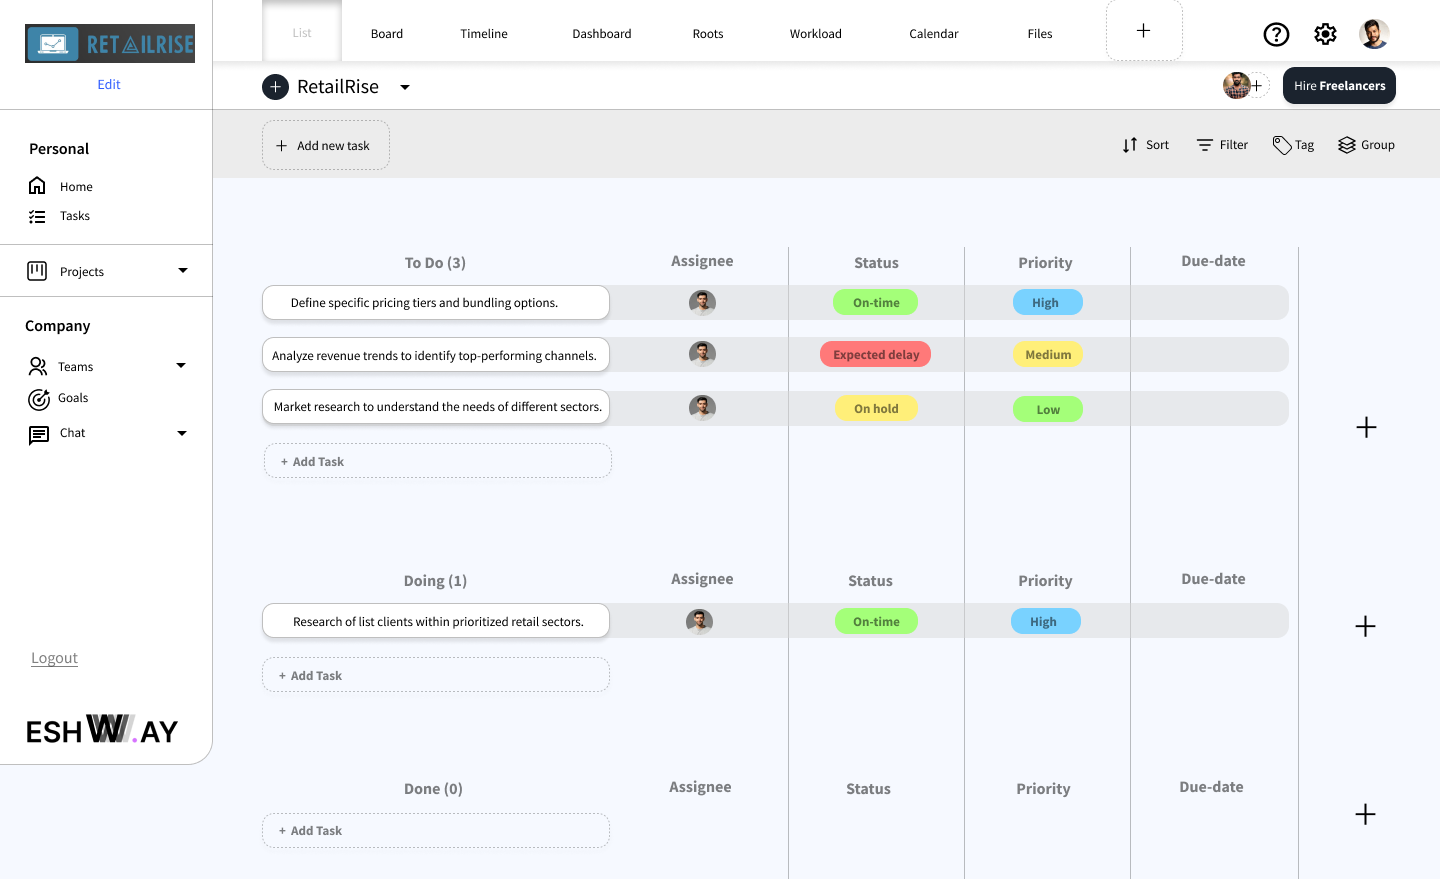 RETAILRISE
Edit
Personal
Home
Tasks
Projects
Company
Teams
Goals
Chat
Logout
ESHW.AY
List
Board
Timeline
Dashboard
Roots
Workload
Calendar
Files
RetailRise
Hire Freelancers
Add new task
Sort
Filter
Tag
Group
To Do (3) Assignee Status Priority Due-date
Define specific pricing tiers and bundling options. On-time High
Analyze revenue trends to identify top-performing channels. Expected delay Medium
Market research to understand the needs of different sectors. On hold Low
+ Add Task
Doing (1) Assignee Status Priority Due-date
Research of list clients within prioritized retail sectors. On-time High
+ Add Task
Done (0) Assignee Status Priority Due-date
+ Add Task